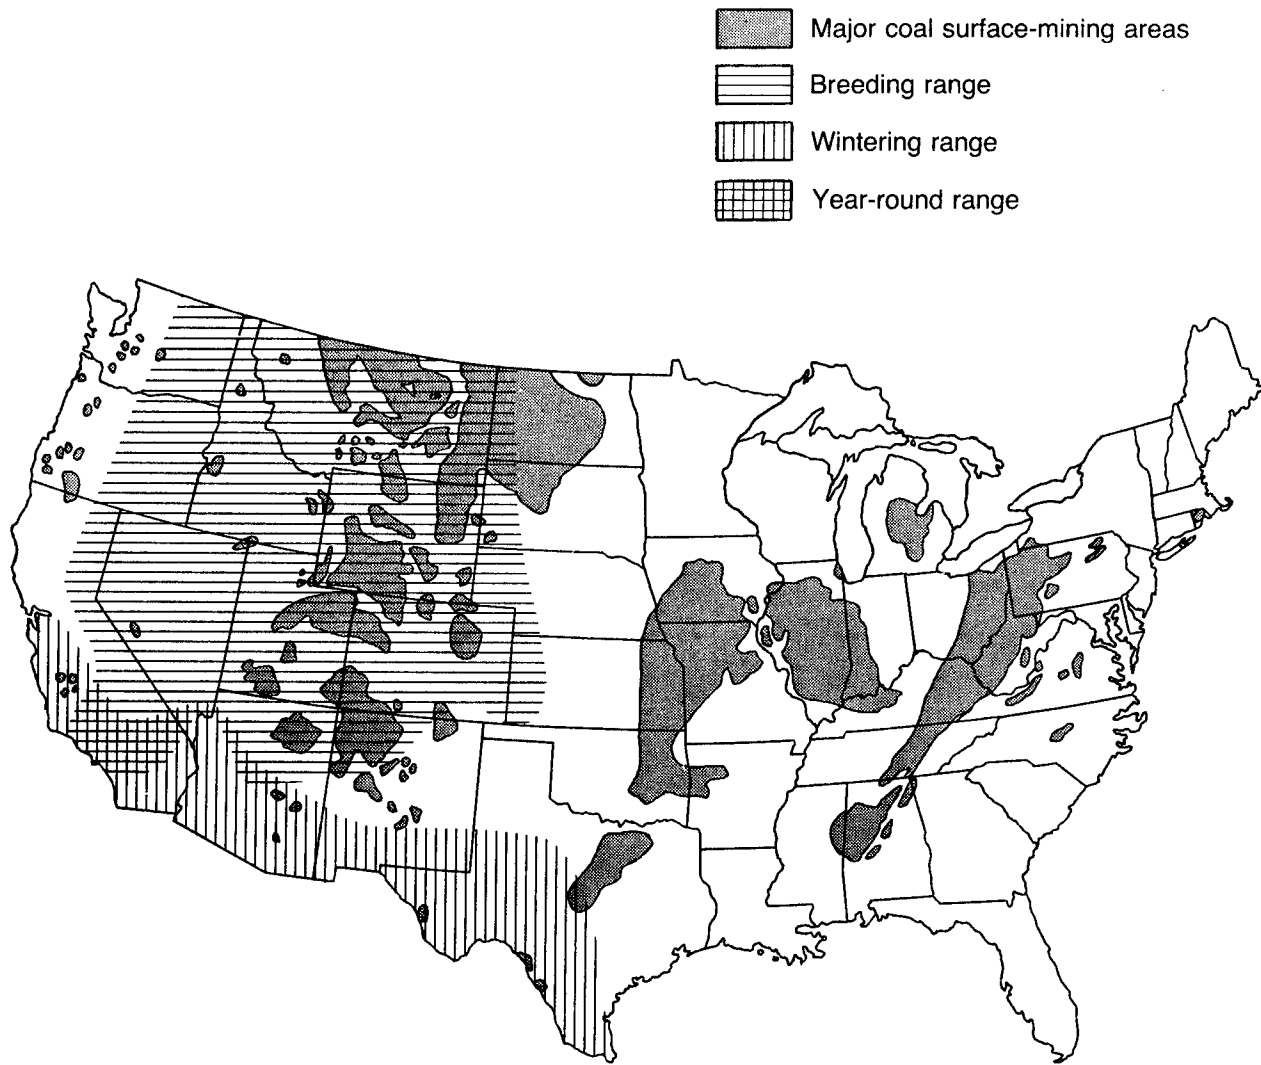 Major coal surface-mining areas
Breeding range
Wintering range
Year-round range